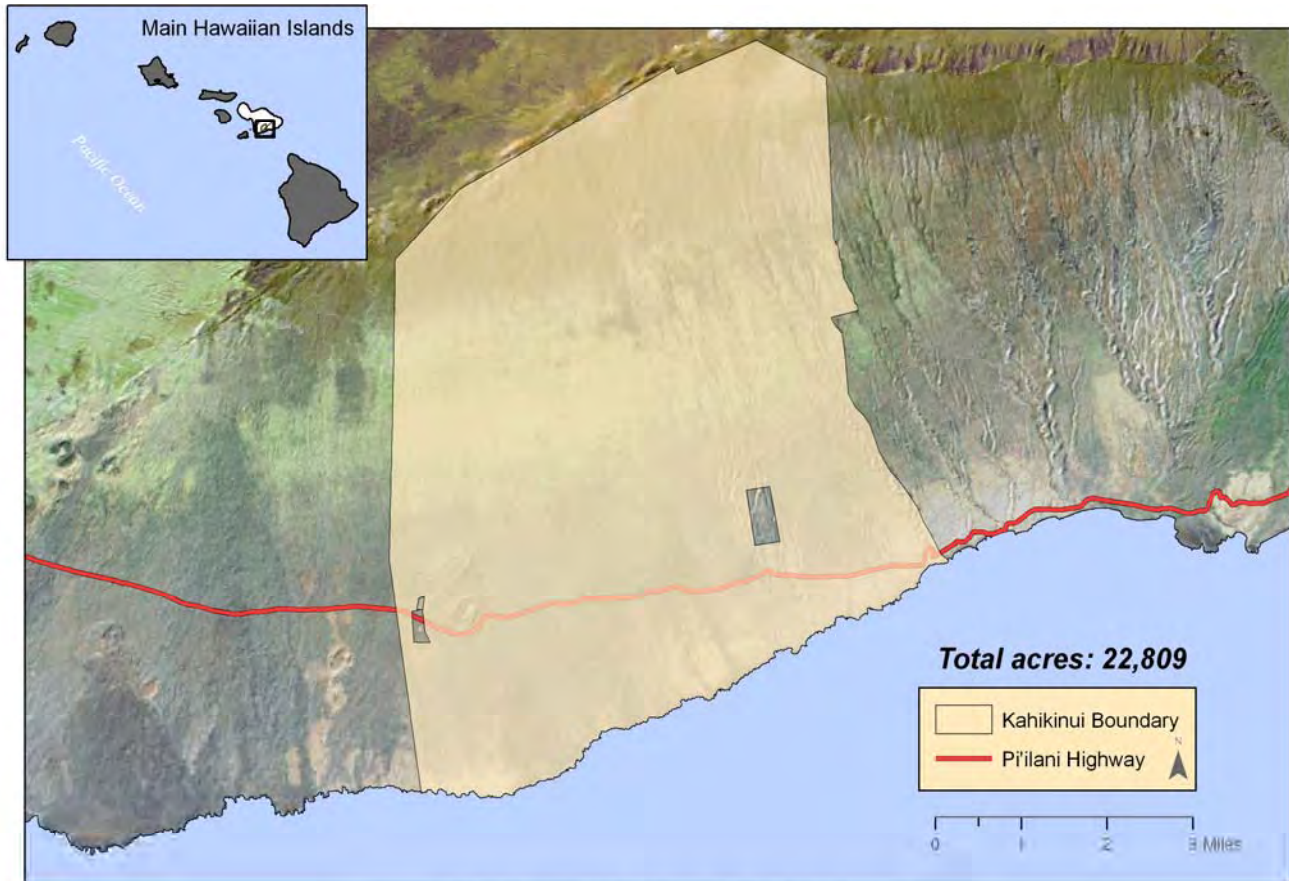 Main Hawaiian Islands
Pacific Ocean
Total acres: 22,809
Kahikinui Boundary
Pi'ilani Highway
N
0 1 2 3 Miles